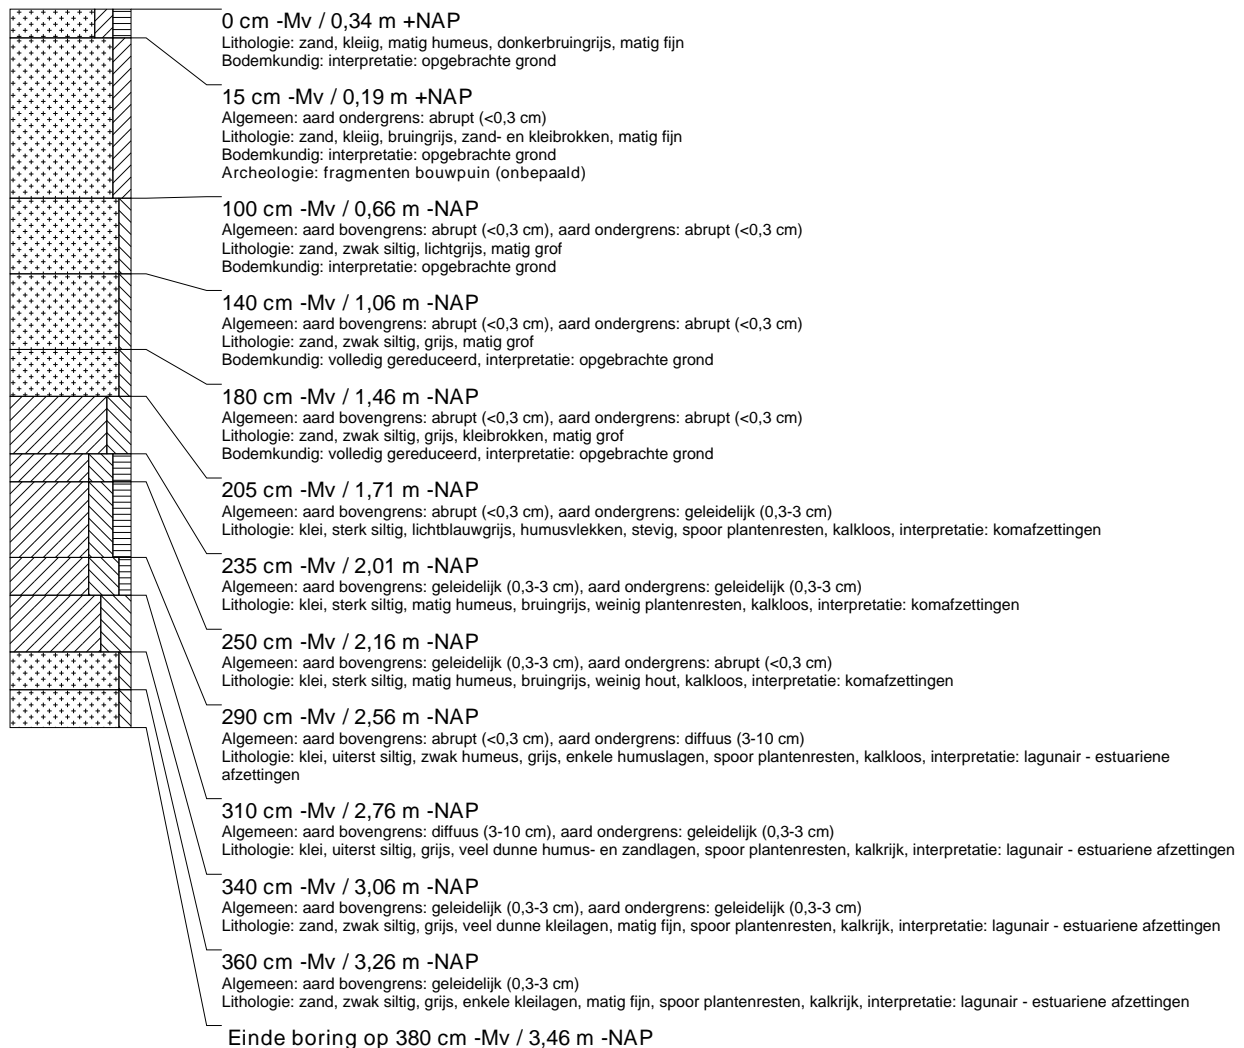 0 cm -Mv / 0,34 m +NAP
Lithologie: zand, kleiig, matig humeus, donkerbruingrijs, matig fijn
Bodemkundig: interpretatie: opgebrachte grond
15 cm -Mv / 0,19 m +NAP
Algemeen: aard ondergrens: abrupt (<0,3 cm)
Lithologie: zand, kleiig, bruingrijs, zand- en kleibrokken, matig fijn
Bodemkundig: interpretatie: opgebrachte grond
Archeologie: fragmenten bouwpuin (onbepaald)
100 cm -Mv / 0,66 m -NAP
Algemeen: aard bovengrens: abrupt (<0,3 cm), aard ondergrens: abrupt (<0,3 cm)
Lithologie: zand, zwak siltig, lichtgrijs, matig grof
Bodemkundig: interpretatie: opgebrachte grond
140 cm -Mv / 1,06 m -NAP
Algemeen: aard bovengrens: abrupt (<0,3 cm), aard ondergrens: abrupt (<0,3 cm)
Lithologie: zand, zwak siltig, grijs, matig grof
Bodemkundig: volledig gereduceerd, interpretatie: opgebrachte grond
180 cm -Mv / 1,46 m -NAP
Algemeen: aard bovengrens: abrupt (<0,3 cm), aard ondergrens: abrupt (<0,3 cm)
Lithologie: zand, zwak siltig, grijs, kleibrokken, matig grof
Bodemkundig: volledig gereduceerd, interpretatie: opgebrachte grond
205 cm -Mv / 1,71 m -NAP
Algemeen: aard bovengrens: abrupt (<0,3 cm), aard ondergrens: geleidelijk (0,3-3 cm)
Lithologie: klei, sterk siltig, lichtblauwgrijs, humusvlekken, stevig, spoor plantenresten, kalkloos, interpretatie: komafzettingen
235 cm -Mv / 2,01 m -NAP
Algemeen: aard bovengrens: geleidelijk (0,3-3 cm), aard ondergrens: geleidelijk (0,3-3 cm)
Lithologie: klei, sterk siltig, matig humeus, bruingrijs, weinig plantenresten, kalkloos, interpretatie: komafzettingen
250 cm -Mv / 2,16 m -NAP
Algemeen: aard bovengrens: geleidelijk (0,3-3 cm), aard ondergrens: abrupt (<0,3 cm)
Lithologie: klei, sterk siltig, matig humeus, bruingrijs, weinig hout, kalkloos, interpretatie: komafzettingen
290 cm -Mv / 2,56 m -NAP
Algemeen: aard bovengrens: abrupt (<0,3 cm), aard ondergrens: diffuus (3-10 cm)
Lithologie: klei, uiterst siltig, zwak humeus, grijs, enkele humuslagen, spoor plantenresten, kalkloos, interpretatie: lagunair - estuariene
afzettingen
310 cm -Mv / 2,76 m -NAP
Algemeen: aard bovengrens: diffuus (3-10 cm), aard ondergrens: geleidelijk (0,3-3 cm)
Lithologie: klei, uiterst siltig, grijs, veel dunne humus- en zandlagen, spoor plantenresten, kalkrijk, interpretatie: lagunair - estuariene afzettingen
340 cm -Mv / 3,06 m -NAP
Algemeen: aard bovengrens: geleidelijk (0,3-3 cm), aard ondergrens: geleidelijk (0,3-3 cm)
Lithologie: zand, zwak siltig, grijs, veel dunne kleilagen, matig fijn, spoor plantenresten, kalkrijk, interpretatie: lagunair - estuariene afzettingen
360 cm -Mv / 3,26 m -NAP
Algemeen: aard bovengrens: geleidelijk (0,3-3 cm)
Lithologie: zand, zwak siltig, grijs, enkele kleilagen, matig fijn, spoor plantenresten, kalkrijk, interpretatie: lagunair - estuariene afzettingen
Einde boring op 380 cm -Mv / 3,46 m -NAP